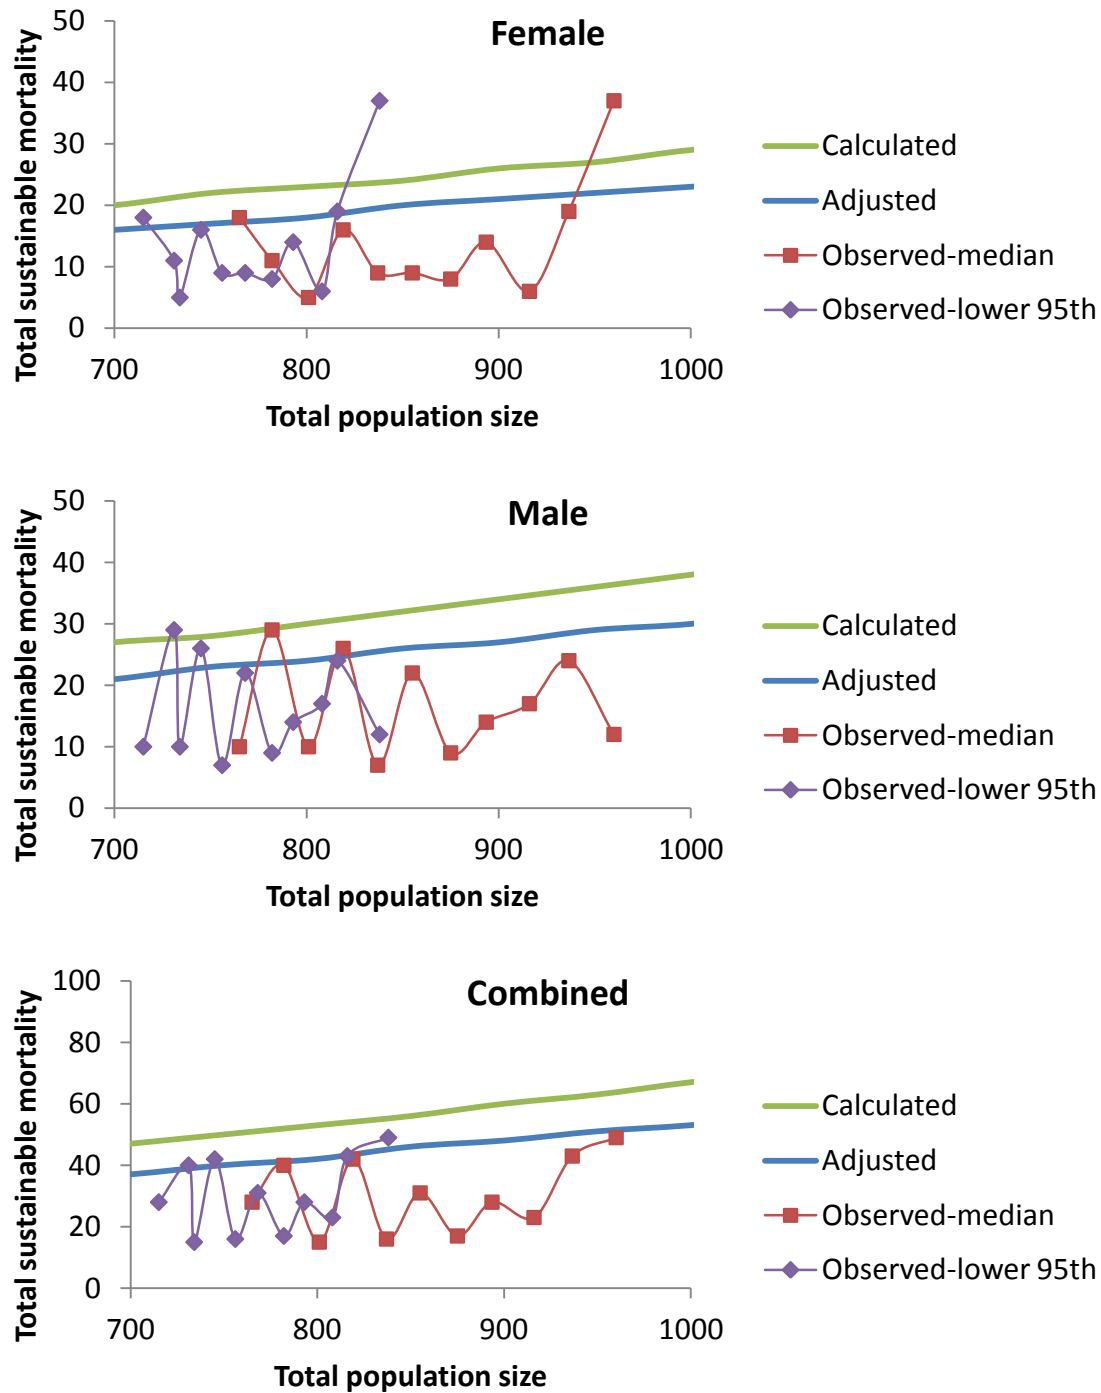 Female
Total sustainable mortality
50
40
30
20
10
0
700 800 900 1000
Total population size
Calculated
Adjusted
Observed-median
Observed-lower 95th
Male
Total sustainable mortality
50
40
30
20
10
0
700 800 900 1000
Total population size
Calculated
Adjusted
Observed-median
Observed-lower 95th
Combined
Total sustainable mortality
100
80
60
40
20
0
700 800 900 1000
Total population size
Calculated
Adjusted
Observed-median
Observed-lower 95th